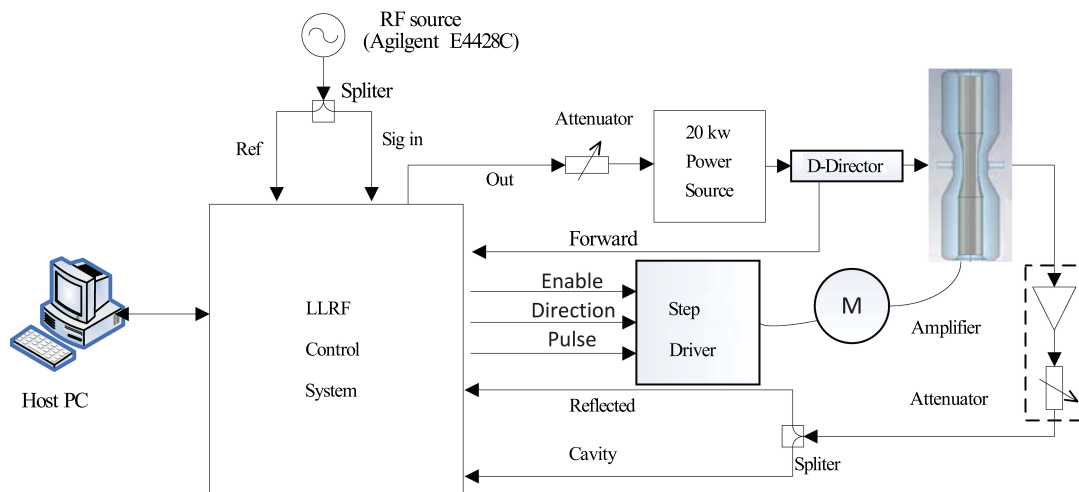 RF source
(Agilgent E4428C)
Spliter
Ref
Sig in
Attenuator
Out
20 kw
Power
Source
D-Director
Forward
Enable
Direction
Pulse
Step
Driver
M
Amplifier
Attenuator
LLRF
Control
System
Host PC
Reflected
Cavity
Spliter